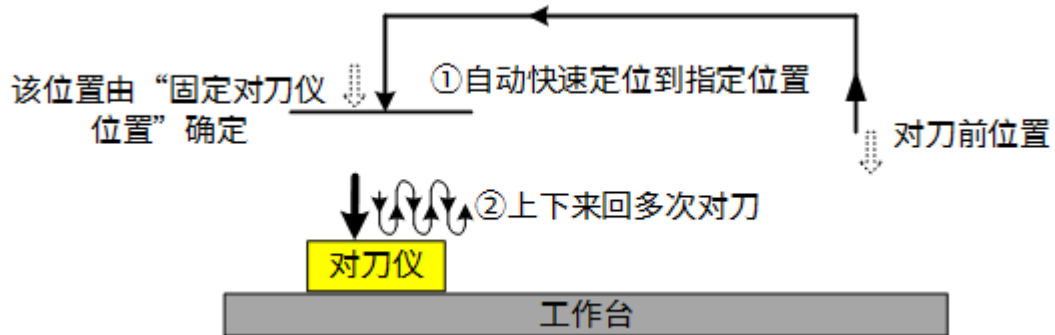 ①自动快速定位到指定位置
该位置由“固定对刀仪
位置”确定
对刀前位置
②上下来回多次对刀
对刀仪
工作台